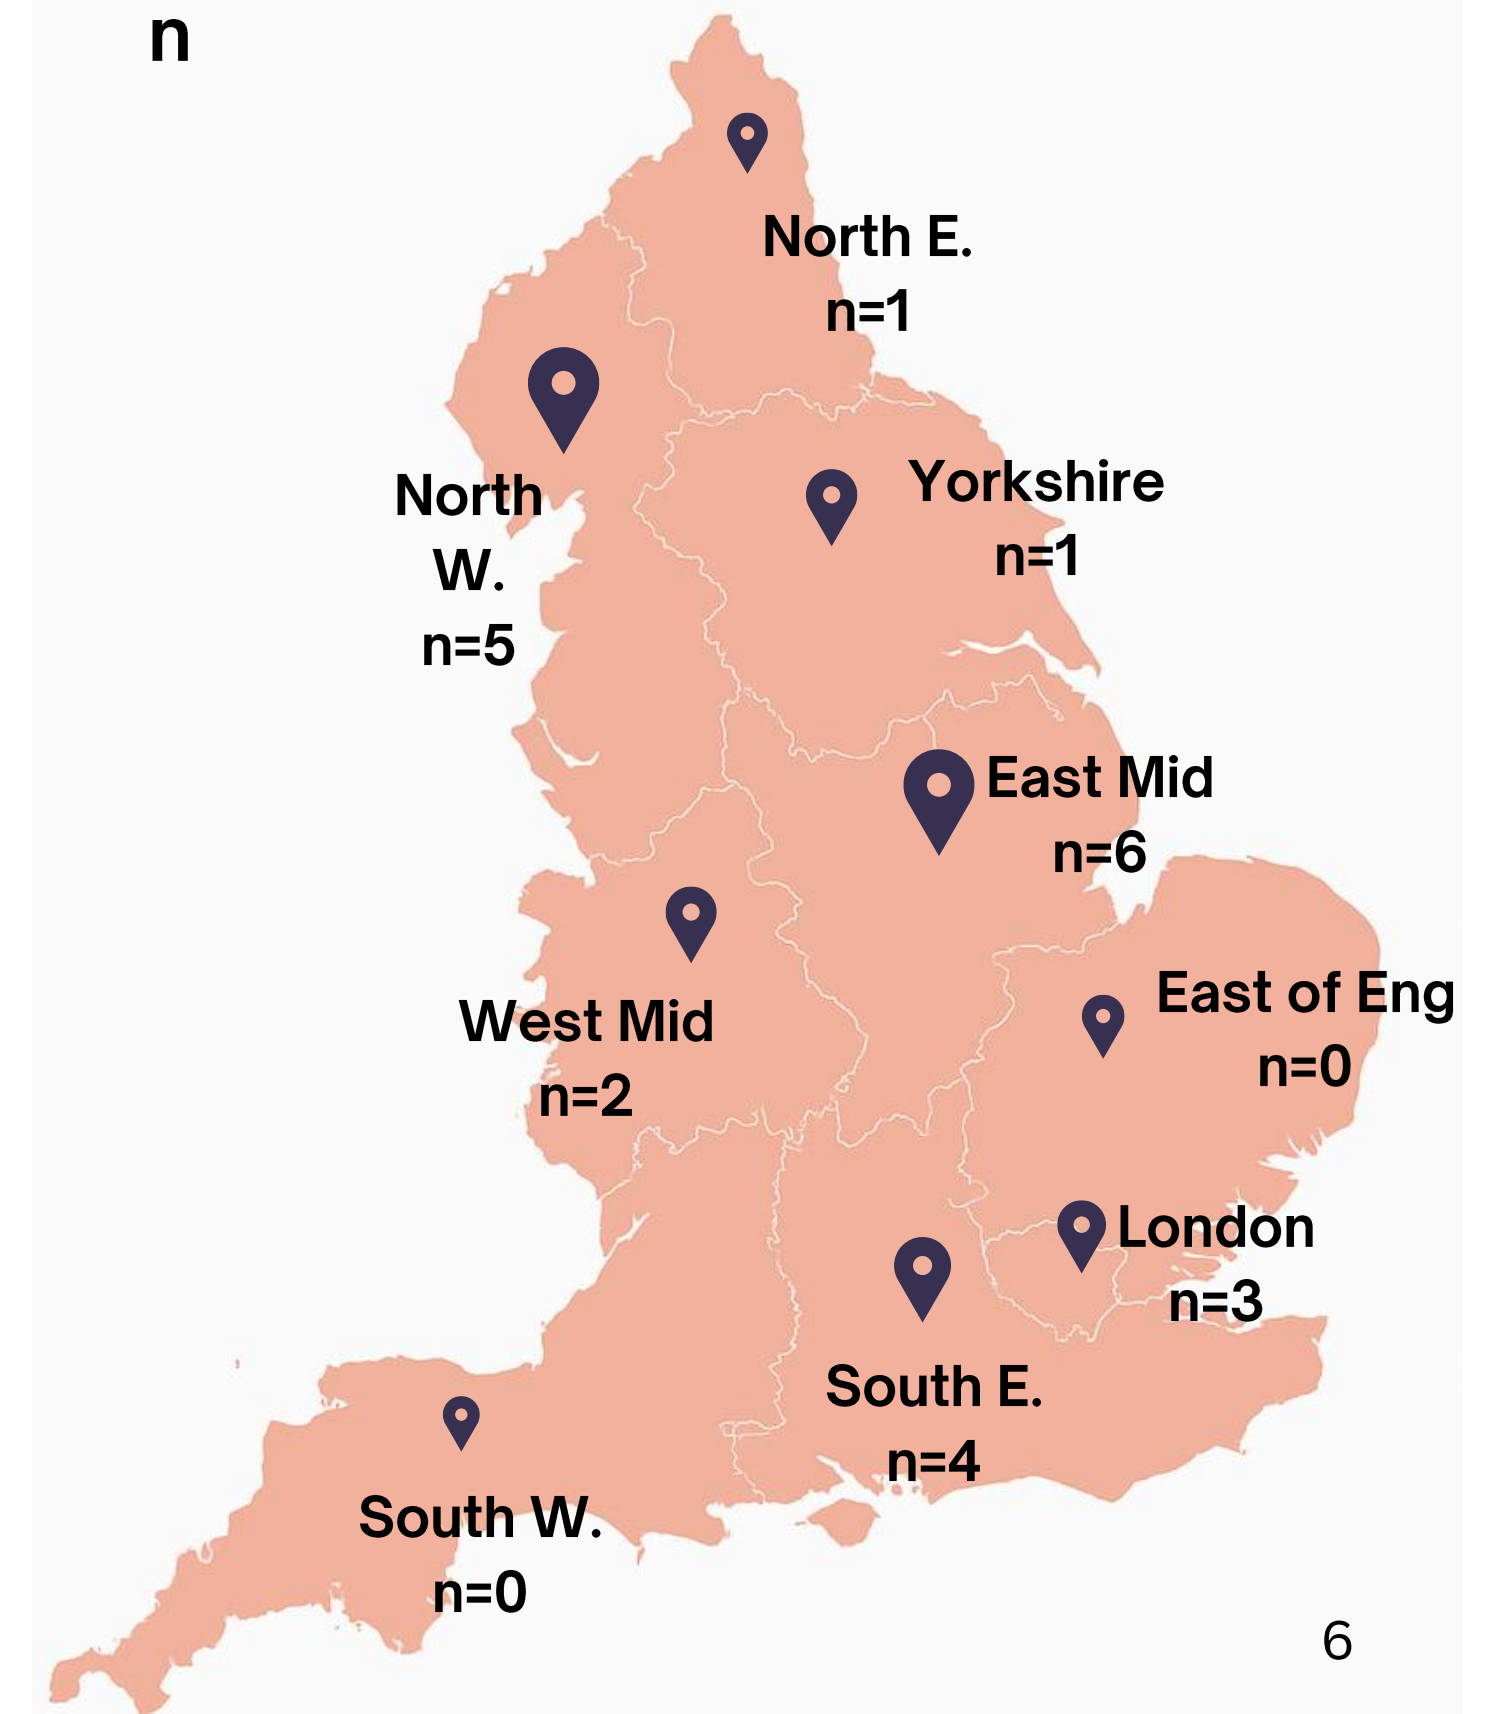 n
North E.
n=1
North
W.
n=5
Yorkshire
n=1
East Mid
n=6
West Mid
n=2
East of Eng
n=0
London
n=3
South E.
n=4
South W.
n=0
6